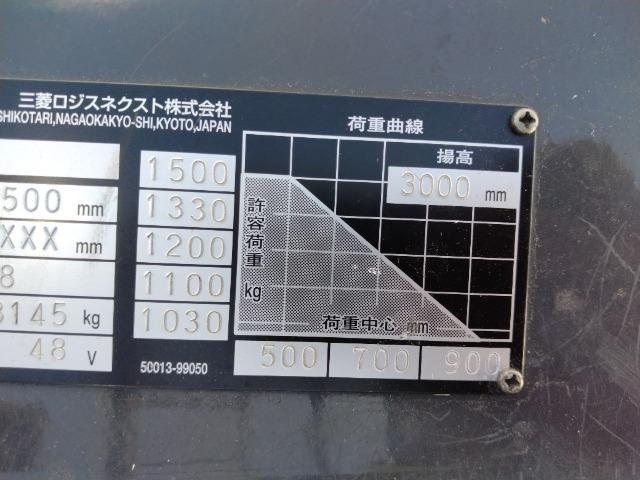 三菱ロジスネクスト株式会社
SHIKOTARI,NAGAOKAKYO-SHI,KYOTO,JAPAN
荷重曲線
揚高
3000 mm
1500
500 mm
1330
XXX mm
1200
8
1100
3145 kg
1030
48 V
50013-99050
許容荷重
kg
荷重中心 mm
500 700 900